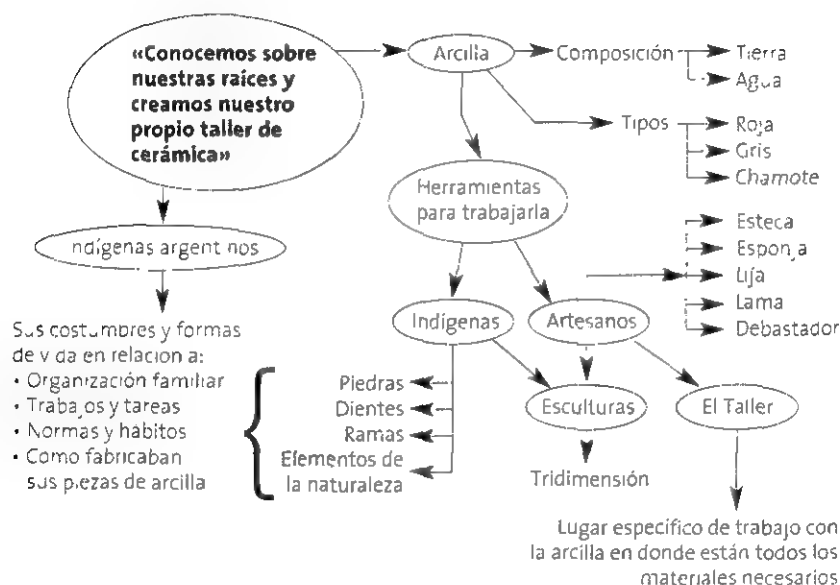 «Conocemos sobre
nuestras raíces y
creamos nuestro
propio taller de
cerámica»
Arcilla
Composición
Tierra
Agua
Tipos
Roja
Gris
Chamote
Herramientas
para trabajarla
Indígenas argentinos
Esteca
Esponja
Lija
Lama
Debastador
Indígenas
Artesanos
Sus costumbres y formas
de vida en relacion a:
• Organización familiar
• Trabajos y tareas
• Normas y hábitos
• Como fabricaban
sus piezas de arcilla
Piedras
Dientes
Ramas
Elementos de
la naturaleza
Esculturas
El Taller
Tridimensión
Lugar específico de trabajo con
la arcilla en donde están todos los
materiales necesarios